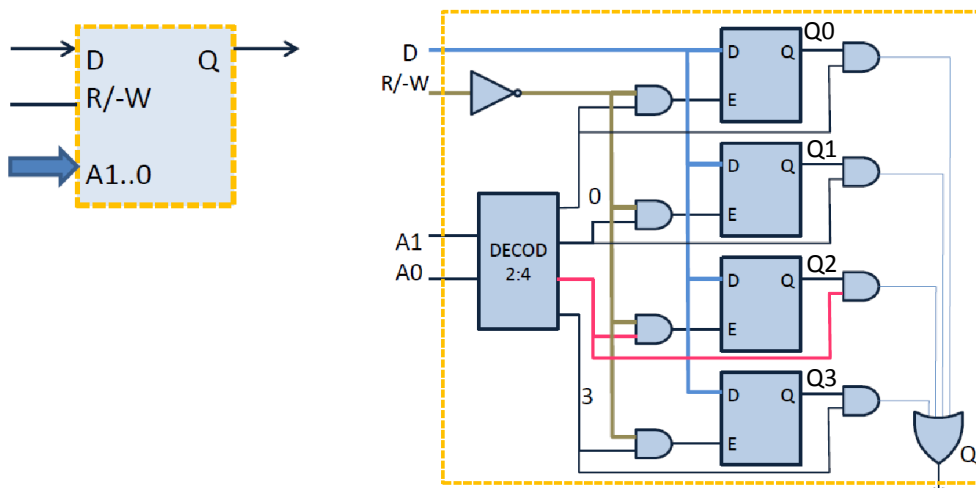 D Q
R/-W
A1..0
D
R/-W
D Q Q0
E
0
D Q Q1
E
A1
A0
DECOD
2:4
D Q Q2
E
3
D Q Q3
E
Q